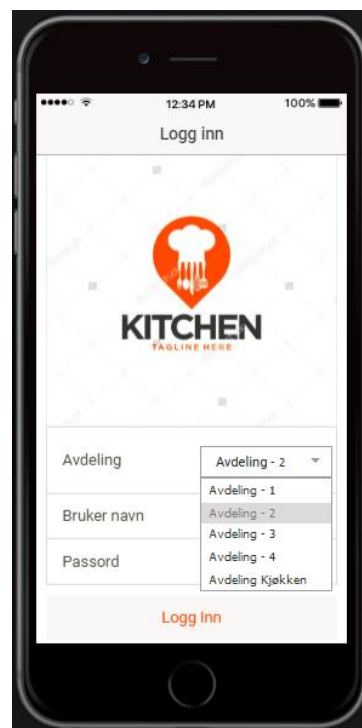 12:34 PM 100%
Logg inn
KITCHEN
TAGLINE HERE
Avdeling Avdeling - 2
Avdeling - 1
Bruker navn Avdeling - 2
Avdeling - 3
Passord Avdeling - 4
Avdeling Kjøkken
Logg Inn